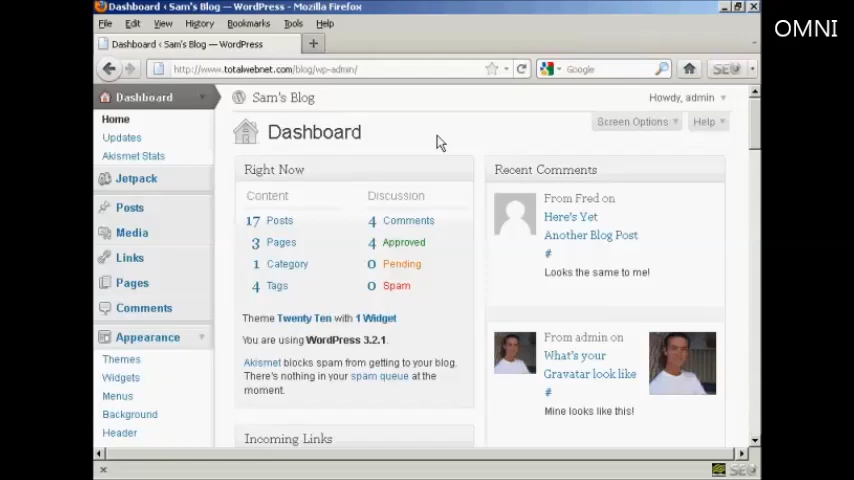 Dashboard ‹ Sam's Blog — WordPress - Mozilla Firefox
OMNI
File Edit View History Bookmarks Tools Help
Dashboard ‹ Sam's Blog — WordPress
http://www.totalwebnet.com/blog/wp-admin/
Google
SEO
Dashboard
Sam's Blog
Howdy, admin
Home
Updates
Akismet Stats
Jetpack
Posts
Media
Links
Pages
Comments
Appearance
Themes
Widgets
Menus
Background
Header
Dashboard
Screen Options
Help
Right Now
Content
Discussion
17 Posts
4 Comments
3 Pages
4 Approved
1 Category
0 Pending
4 Tags
0 Spam
Theme Twenty Ten with 1 Widget
You are using WordPress 3.2.1.
Akismet blocks spam from getting to your blog.
There's nothing in your spam queue at the
moment.
Incoming Links
Recent Comments
From Fred on
Here's Yet
Another Blog Post
#
Looks the same to me!
From admin on
What's your
Gravatar look like
#
Mine looks like this!
SEO